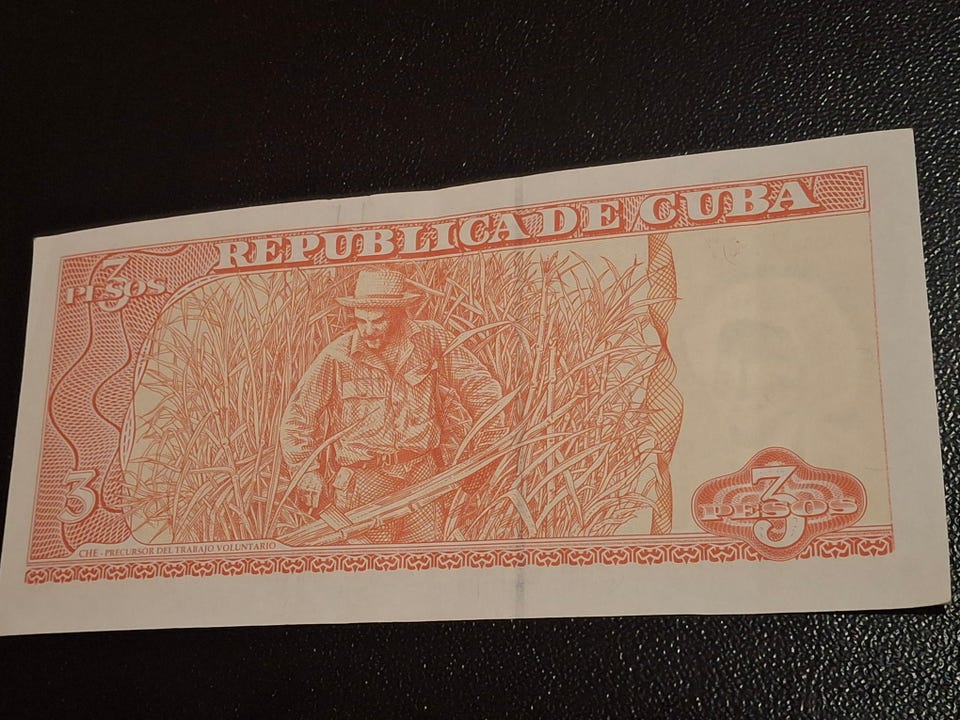 REPUBLICA DE CUBA
3
PESOS
3
CHE - PRECURSOR DEL TRABAJO VOLUNTARIO
3
PESOS